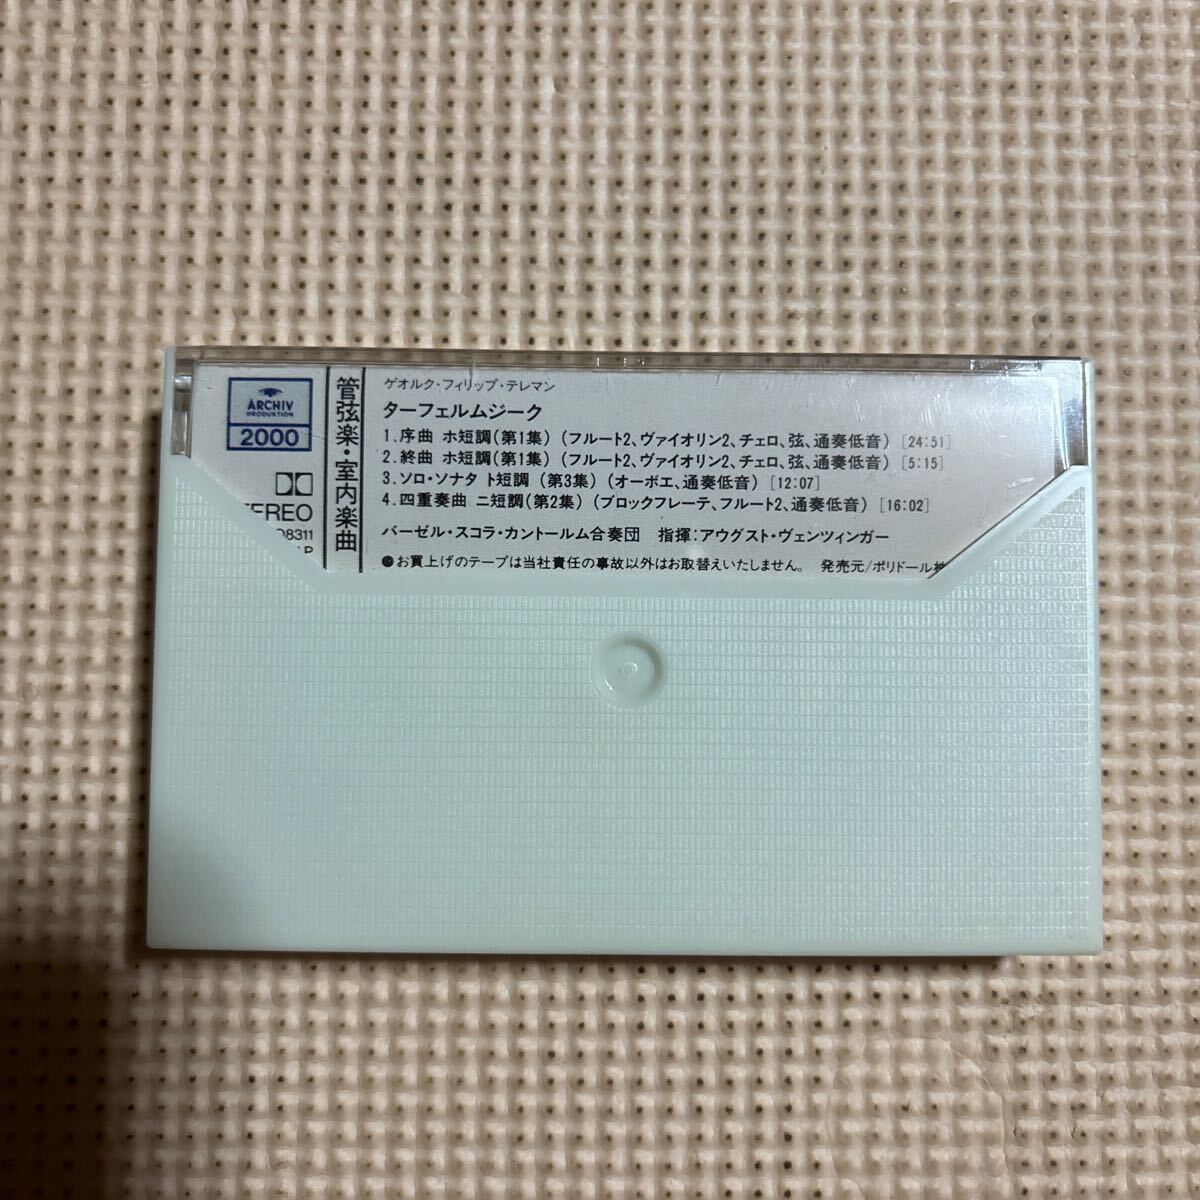 ARCHIV
PRODUKTION
2000
TEREO
08311
管弦楽・室内楽曲
ゲオルク・フィリップ・テレマン
ターフェルムジーク
1.序曲 ホ短調(第1集) (フルート2、ヴァイオリン2、チェロ、弦、通奏低音) [24:51]
2.終曲 ホ短調(第1集) (フルート2、ヴァイオリン2、チェロ、弦、通奏低音) [5:15]
3.ソロ・ソナタ ト短調 (第3集) (オーボエ、通奏低音) [12:07]
4.四重奏曲 ニ短調(第2集) (ブロックフレーテ、フルート2、通奏低音) [16:02]
バーゼル・スコラ・カントールム合奏団 指揮:アウグスト・ヴェンツィンガー
●お買上げのテープは当社責任の事故以外はお取替えいたしません。 発売元/ポリドール株